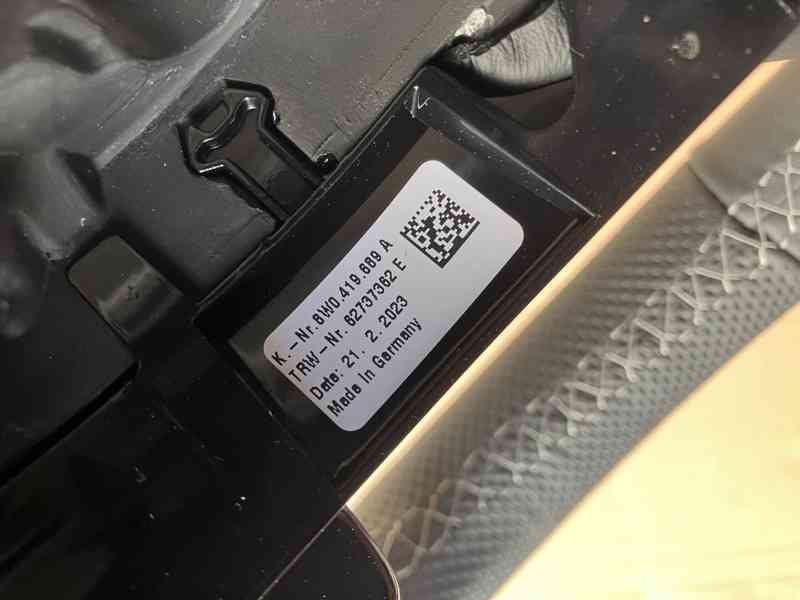 K.-Nr.8W0.419.689 A
TRW-Nr. 62737362 E
Date: 21. 2. 2023
Made in Germany